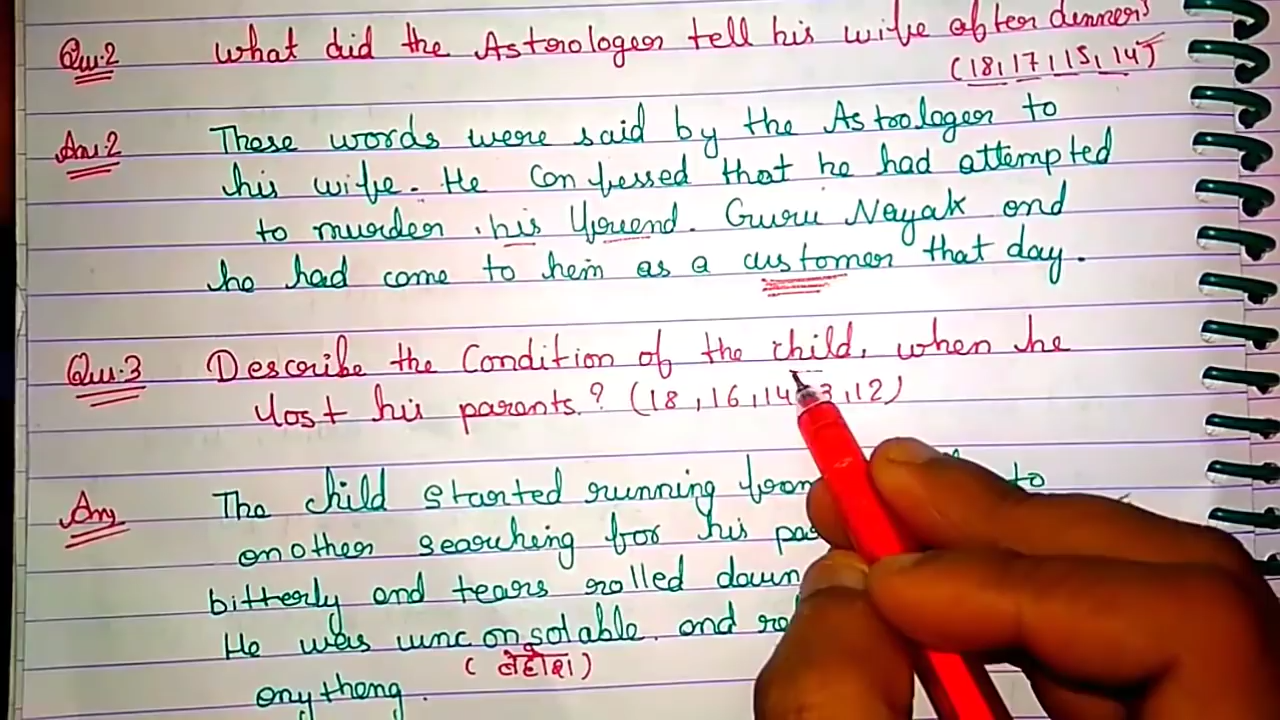 Qu.2 What did the Astrologer tell his wife after dinner?
(18, 17, 15, 14)
Ans.2 These words were said by the Astrologer to
his wife. He confessed that he had attempted
to murder his friend. Guru Nayak and
he had come to him as a customer that day.
Qu.3 Describe the Condition of the child, when he
lost his parents? (18, 16, 14, 3, 12)
Ans The child started running from to
another searching for his
bitterly and tears rolled down
He was unconsolable. and
(बेहोश)
anything.